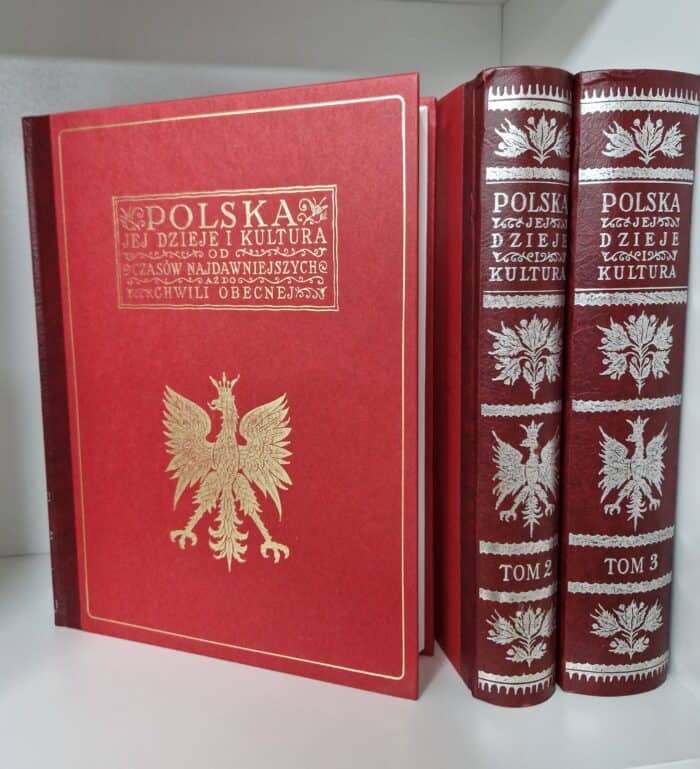 POLSKA
JEJ DZIEJE I KULTURA
OD
CZASÓW NAJDAWNIEJSZYCH
AŻ DO
CHWILI OBECNEJ
POLSKA
JEJ
DZIEJE
I
KULTURA
TOM 2
POLSKA
JEJ
DZIEJE
I
KULTURA
TOM 3